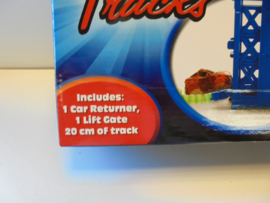 Tracks
Includes:
1 Car Returner,
1 Lift Gate
20 cm of track